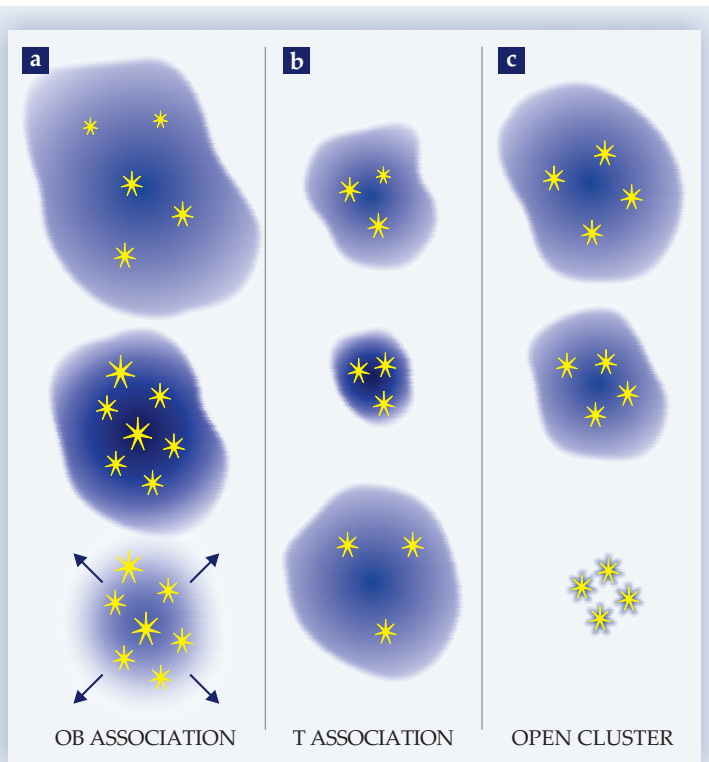 a
b
c
OB ASSOCIATION
T ASSOCIATION
OPEN CLUSTER